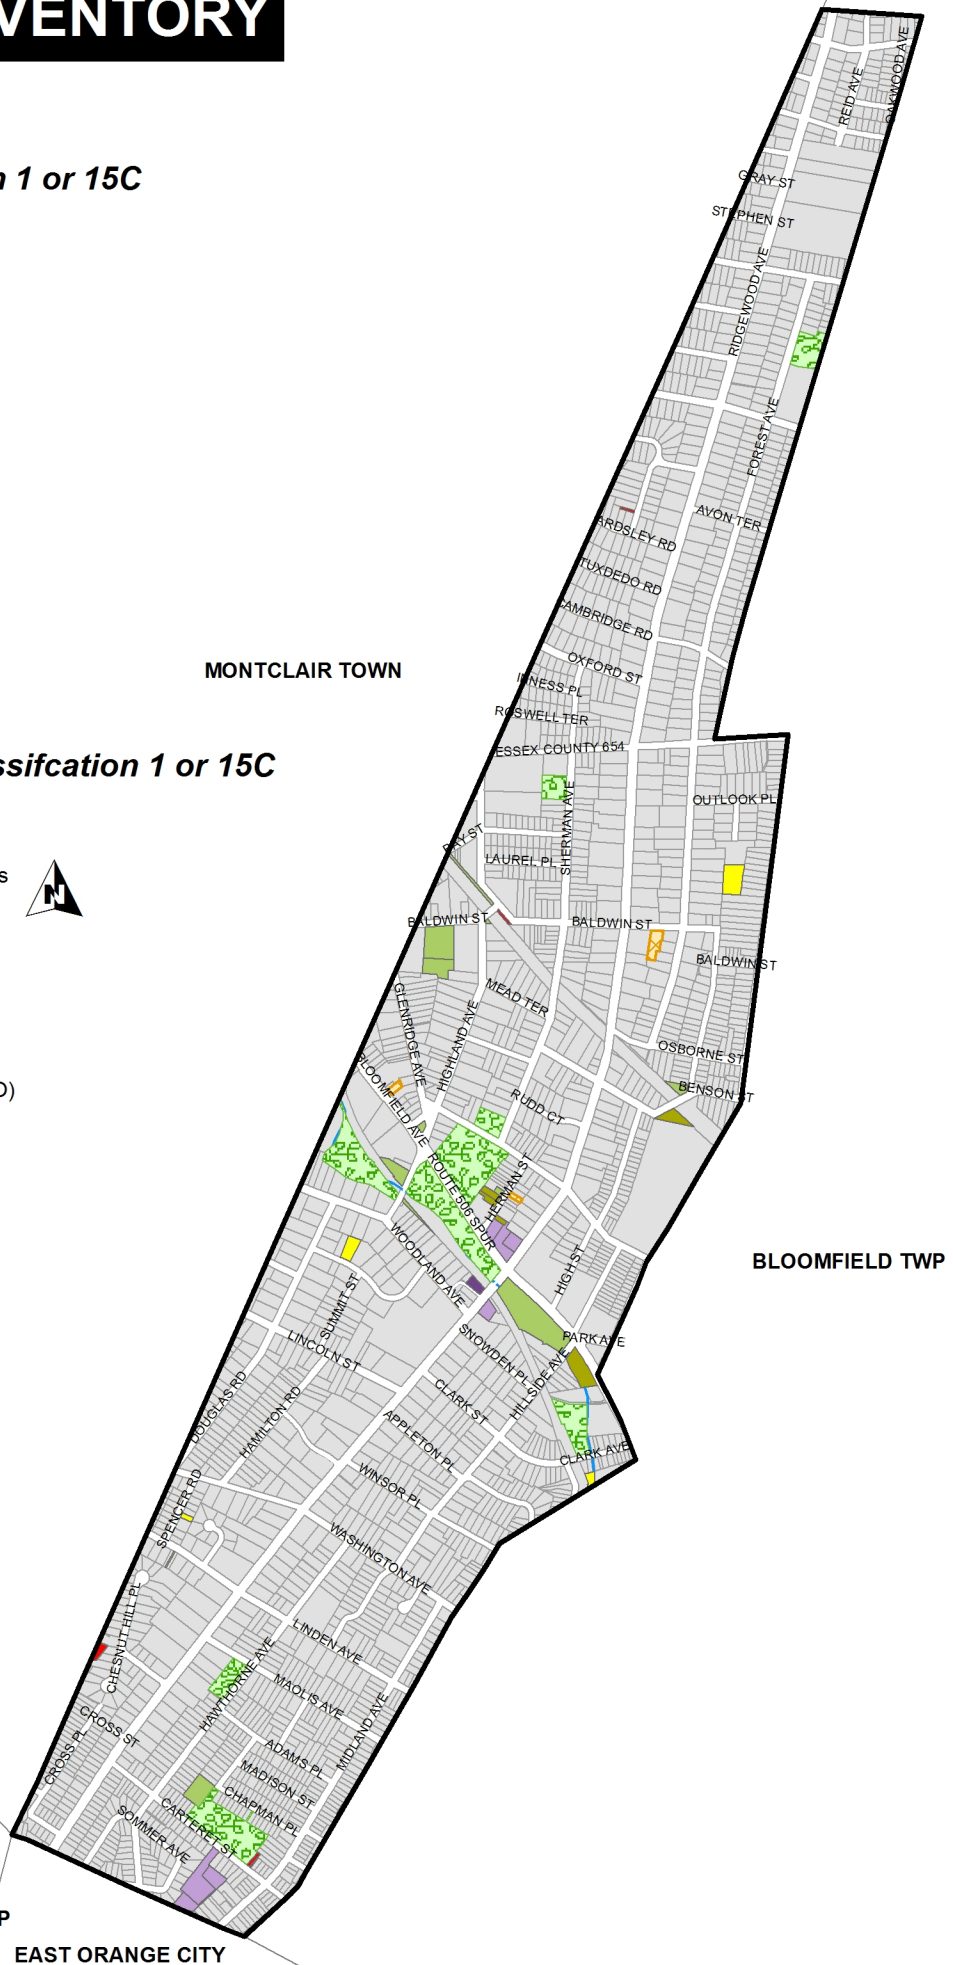 VENTORY
OAKWOOD AVE
REID AVE
1 or 15C
GRAY ST
STEPHEN ST
RIDGEWOOD AVE
FOREST AVE
AVON TER
ARDSLEY RD
TUXDEDO RD
CAMBRIDGE RD
MONTCLAIR TOWN
OXFORD ST
INNESS PL
ROSWELL TER
ESSEX COUNTY 654
ssifcation 1 or 15C
OUTLOOK PL
SHERMAN AVE
BAY ST
LAUREL PL
S
N
BALDWIN ST
BALDWIN ST
BALDWIN ST
GLENRIDGE AVE
HIGHLAND AVE
MEAD TER
OSBORNE ST
BENSON ST
D)
BLOOMFIELD AVE
RUDD CT
ROUTE 506 SPUR
HERMAN ST
WOODLAND AVE
HIGH ST
BLOOMFIELD TWP
SUMMIT ST
LINCOLN ST
SNOWDEN PL
PARK AVE
HILLSIDE AVE
CLARK ST
DOUGLAS RD
HAMILTON RD
APPLETON PL
CLARK AVE
WINSOR PL
SPENCER RD
WASHINGTON AVE
CHESNUT HILL PL
LINDEN AVE
HAWTHORNE AVE
MAOLIS AVE
MIDLAND AVE
CROSS ST
CROSS PL
ADAMS PL
MADISON ST
CHAPMAN PL
CARTERET ST
SOMMER AVE
P
EAST ORANGE CITY